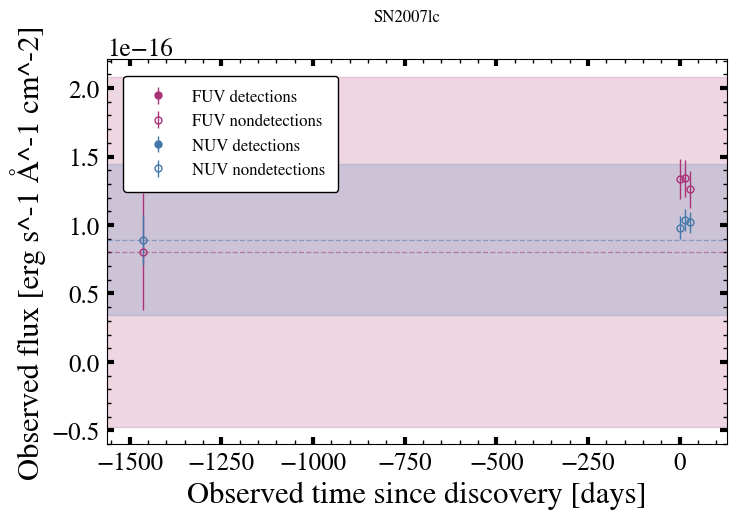 SN2007lc
1e−16
Observed flux [erg s^-1 Å^-1 cm^-2]
2.0
1.5
1.0
0.5
0.0
−0.5
FUV detections
FUV nondetections
NUV detections
NUV nondetections
−1500 −1250 −1000 −750 −500 −250 0
Observed time since discovery [days]